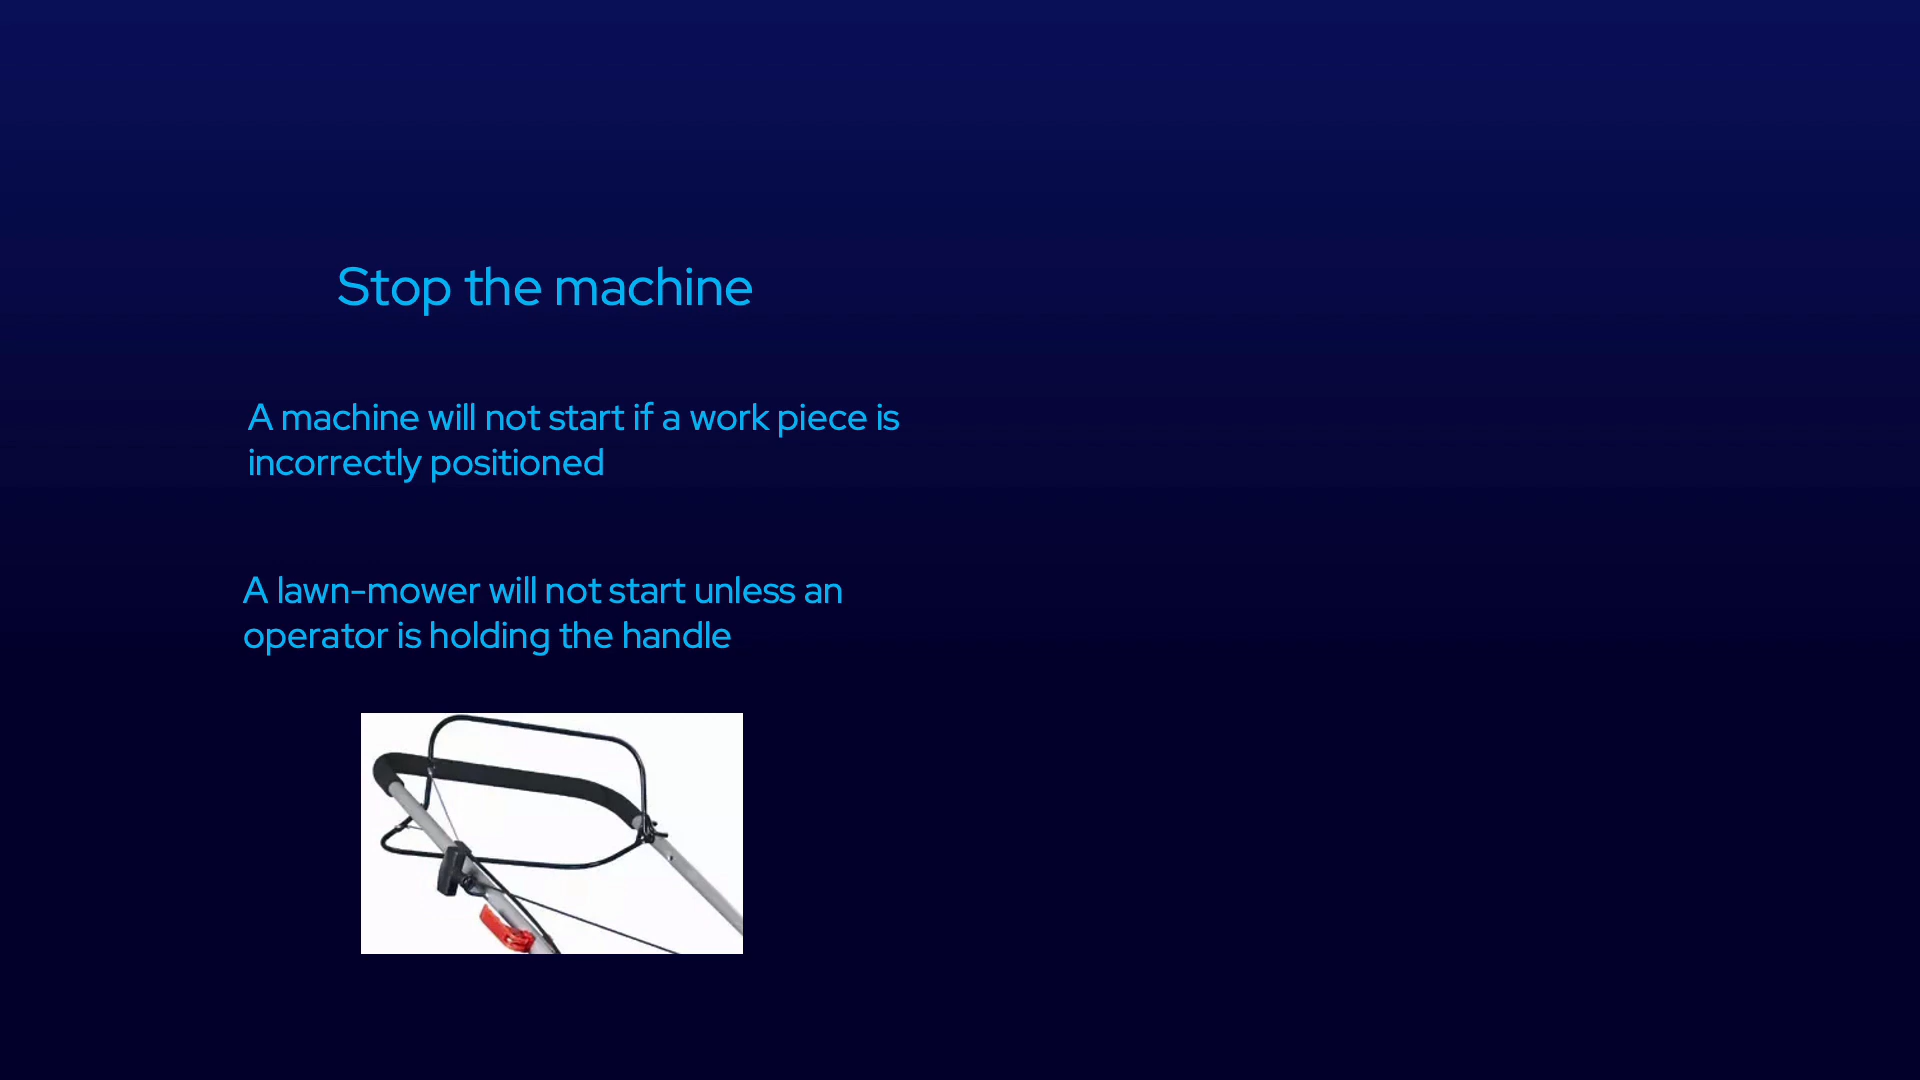 Stop the machine
A machine will not start if a work piece is
incorrectly positioned
A lawn-mower will not start unless an
operator is holding the handle